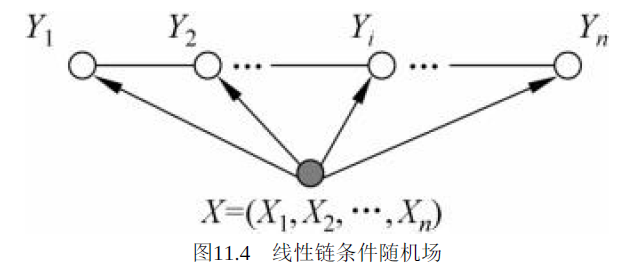 Y₁ Y₂ Yᵢ Yₙ
... ...
X=(X₁, X₂, ···, Xₙ)
图11.4 线性链条件随机场